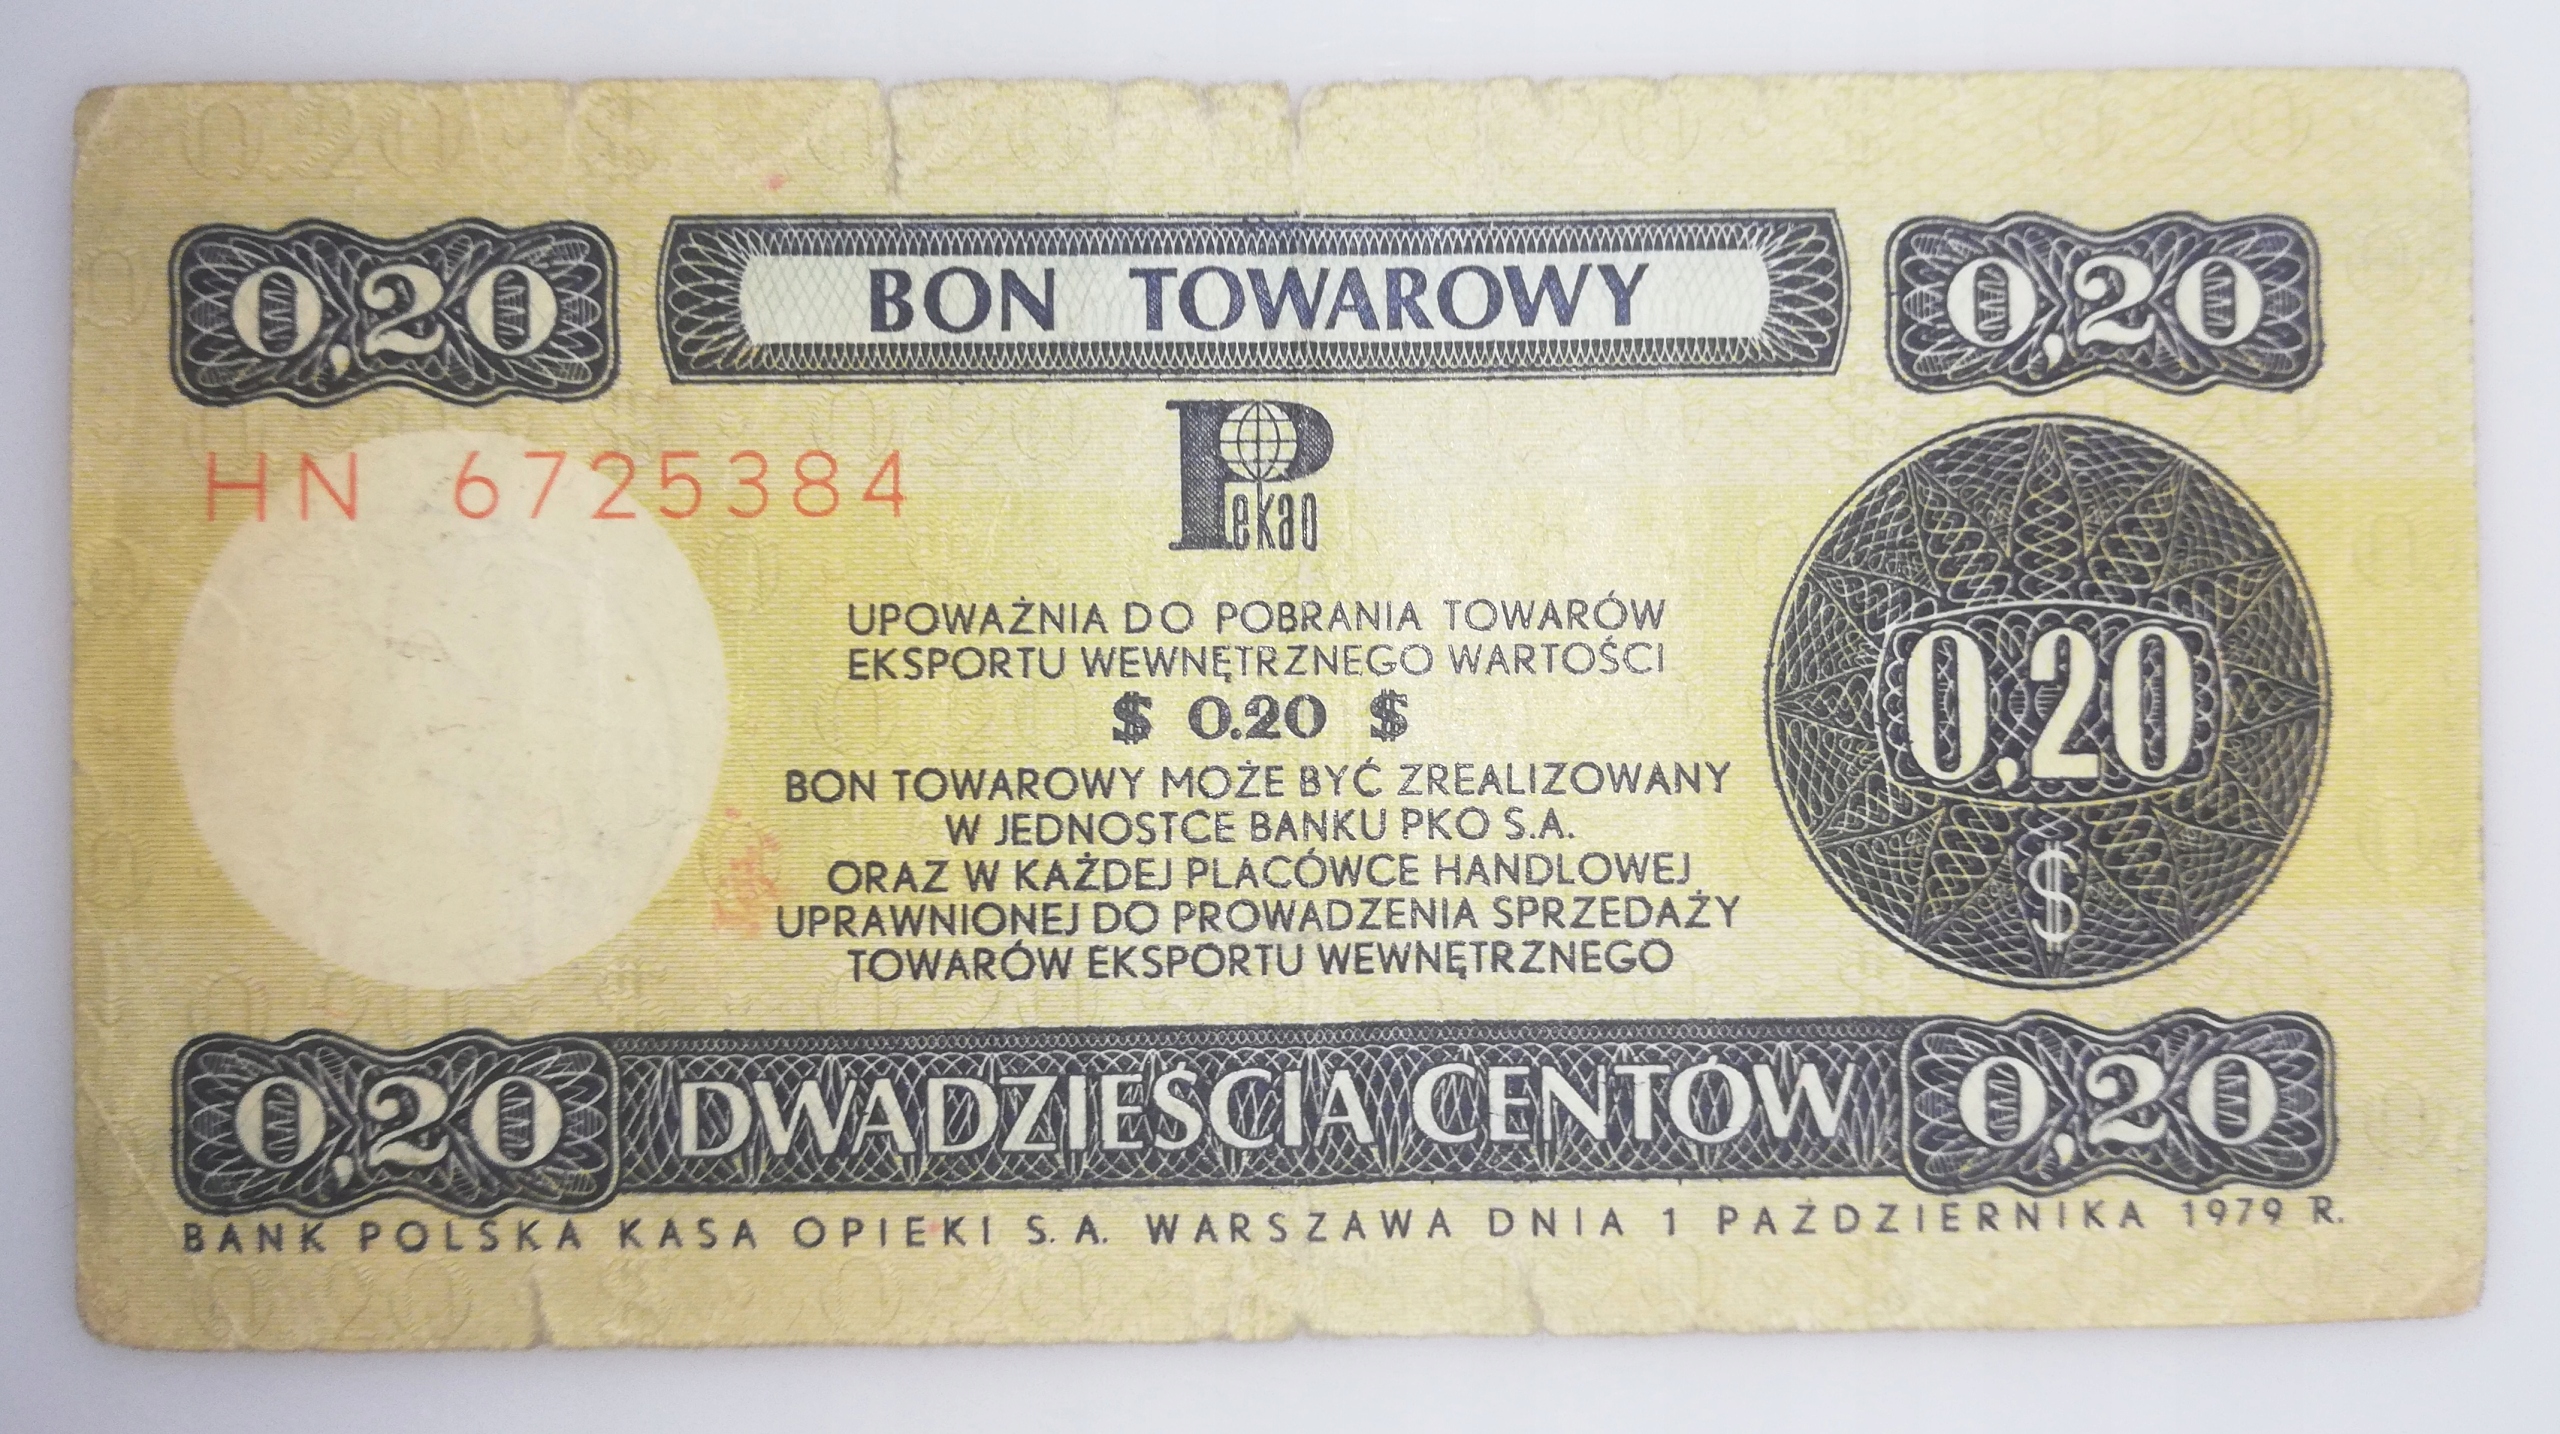 0,20 BON TOWAROWY 0,20
HN 6725384
Pekao
UPOWAŻNIA DO POBRANIA TOWARÓW
EKSPORTU WEWNĘTRZNEGO WARTOŚCI
$ 0.20 $
0,20
$
BON TOWAROWY MOŻE BYĆ ZREALIZOWANY
W JEDNOSTCE BANKU PKO S.A.
ORAZ W KAŻDEJ PLACÓWCE HANDLOWEJ
UPRAWNIONEJ DO PROWADZENIA SPRZEDAŻY
TOWARÓW EKSPORTU WEWNĘTRZNEGO
0,20 DWADZIEŚCIA CENTÓW 0,20
BANK POLSKA KASA OPIEKI S.A. WARSZAWA DNIA 1 PAŹDZIERNIKA 1979 R.